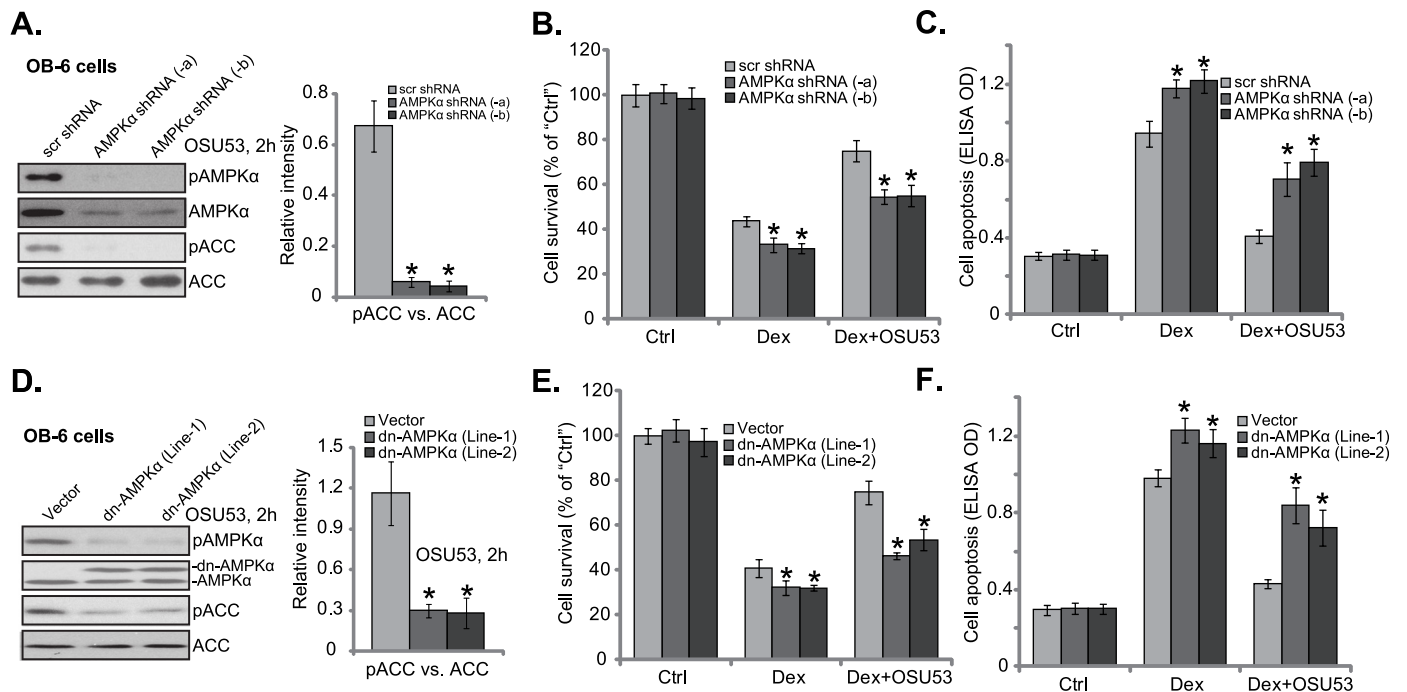 A.
OB-6 cells
scr shRNA
AMPKα shRNA (-a)
AMPKα shRNA (-b)
OSU53, 2h
pAMPKα
AMPKα
pACC
ACC
Relative intensity
0.8
0.6
0.4
0.2
0
scr shRNA
AMPKα shRNA (-a)
AMPKα shRNA (-b)
* *
pACC vs. ACC
B.
Cell survival (% of “Ctrl”)
120
100
80
60
40
20
0
scr shRNA
AMPKα shRNA (-a)
AMPKα shRNA (-b)
* *
* *
Ctrl Dex Dex+OSU53
C.
Cell apoptosis (ELISA OD)
1.2
0.8
0.4
0
scr shRNA
AMPKα shRNA (-a)
AMPKα shRNA (-b)
* *
* *
Ctrl Dex Dex+OSU53
D.
OB-6 cells
Vector
dn-AMPKα (Line-1)
dn-AMPKα (Line-2)
OSU53, 2h
pAMPKα
-dn-AMPKα
-AMPKα
pACC
ACC
Relative intensity
1.5
1.2
0.9
0.6
0.3
0
Vector
dn-AMPKα (Line-1)
dn-AMPKα (Line-2)
OSU53, 2h
* *
pACC vs. ACC
E.
Cell survival (% of “Ctrl”)
120
100
80
60
40
20
0
Vector
dn-AMPKα (Line-1)
dn-AMPKα (Line-2)
* *
* *
Ctrl Dex Dex+OSU53
F.
Cell apoptosis (ELISA OD)
1.2
0.8
0.4
0
Vector
dn-AMPKα (Line-1)
dn-AMPKα (Line-2)
* *
* *
Ctrl Dex Dex+OSU53